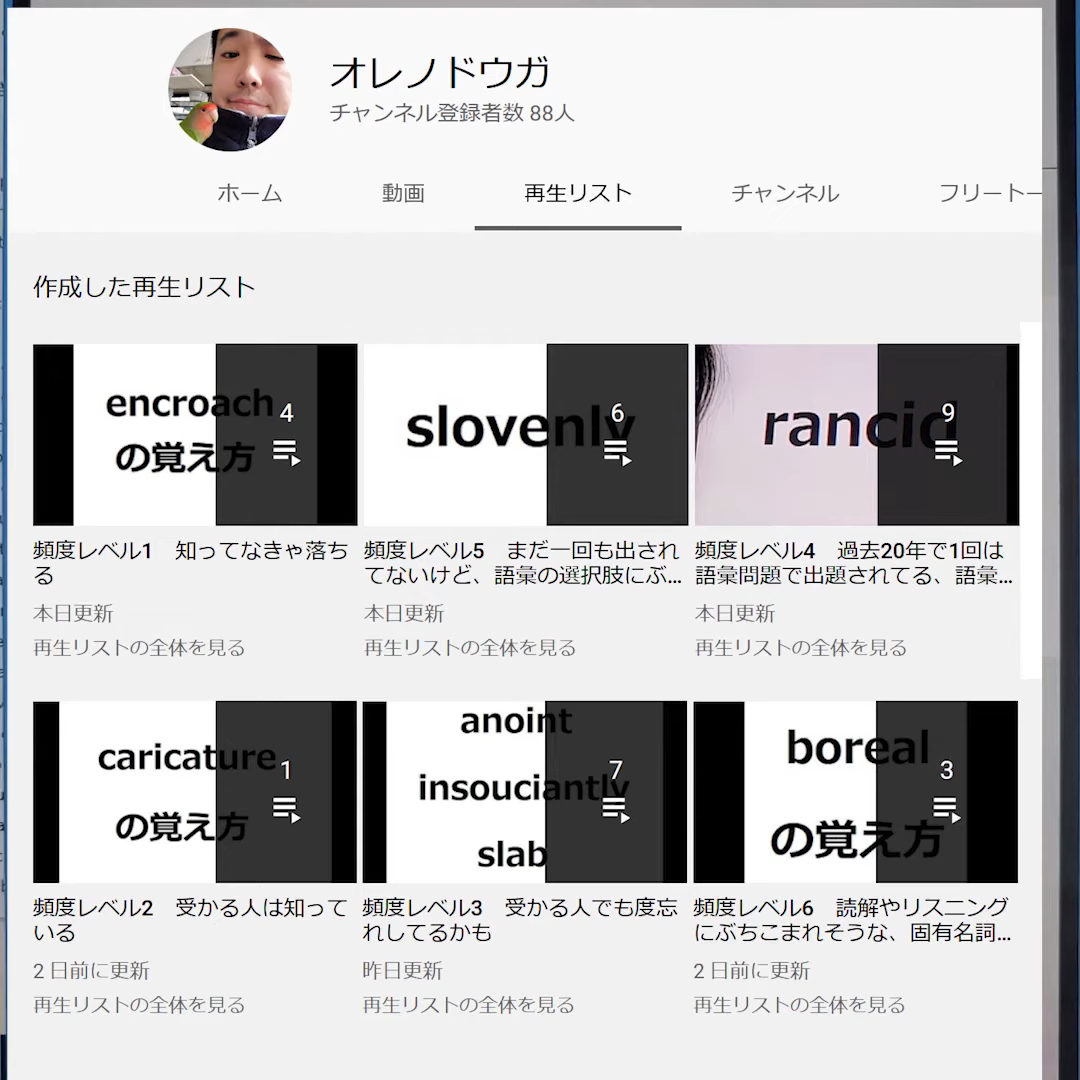 オレノドウガ
チャンネル登録者数 88人
ホーム
動画
再生リスト
チャンネル
フリートー
作成した再生リスト
encroach
の覚え方
4
slovenly
6
rancid
9
頻度レベル1　知ってなきゃ落ち
る
本日更新
再生リストの全体を見る
頻度レベル5　まだ一回も出され
てないけど、語彙の選択肢にぶ...
本日更新
再生リストの全体を見る
頻度レベル4　過去20年で1回は
語彙問題で出題されてる、語彙...
本日更新
再生リストの全体を見る
caricature
の覚え方
1
anoint
insouciantly
slab
7
boreal
の覚え方
3
頻度レベル2　受かる人は知って
いる
2 日前に更新
再生リストの全体を見る
頻度レベル3　受かる人でも度忘
れしてるかも
昨日更新
再生リストの全体を見る
頻度レベル6　読解やリスニング
にぶちこまれそうな、固有名詞...
2 日前に更新
再生リストの全体を見る